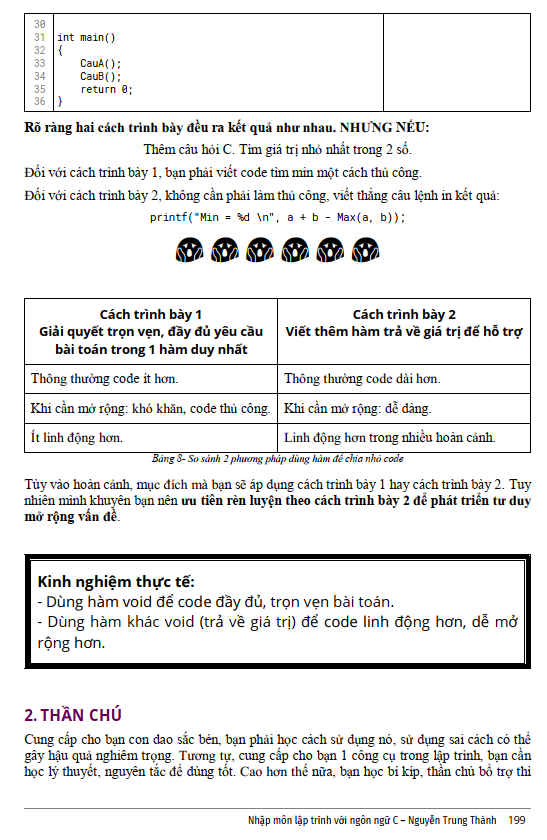 30
31 int main()
32 {
33 CauA();
34 CauB();
35 return 0;
36 }
Rõ ràng hai cách trình bày đều ra kết quả như nhau. NHƯNG NẾU:
Thêm câu hỏi C. Tìm giá trị nhỏ nhất trong 2 số.
Đối với cách trình bày 1, bạn phải viết code tìm min một cách thủ công.
Đối với cách trình bày 2, không cần phải làm thủ công, viết thẳng câu lệnh in kết quả:
printf("Min = %d \n", a + b - Max(a, b));
Cách trình bày 1
Giải quyết trọn vẹn, đầy đủ yêu cầu
bài toán trong 1 hàm duy nhất
Cách trình bày 2
Viết thêm hàm trả về giá trị để hỗ trợ
Thông thường code ít hơn.
Thông thường code dài hơn.
Khi cần mở rộng: khó khăn, code thủ công.
Khi cần mở rộng: dễ dàng.
Ít linh động hơn.
Linh động hơn trong nhiều hoàn cảnh.
Bảng 8- So sánh 2 phương pháp dùng hàm để chia nhỏ code
Tùy vào hoàn cảnh, mục đích mà bạn sẽ áp dụng cách trình bày 1 hay cách trình bày 2. Tuy
nhiên mình khuyên bạn nên ưu tiên rèn luyện theo cách trình bày 2 để phát triển tư duy
mở rộng vấn đề.
Kinh nghiệm thực tế:
- Dùng hàm void để code đầy đủ, trọn vẹn bài toán.
- Dùng hàm khác void (trả về giá trị) để code linh động hơn, dễ mở
rộng hơn.
2. THẦN CHÚ
Cung cấp cho bạn con dao sắc bén, bạn phải học cách sử dụng nó, sử dụng sai cách có thể
gây hậu quả nghiêm trọng. Tương tự, cung cấp cho bạn 1 công cụ trong lập trình, bạn cần
học lý thuyết, nguyên tắc để dùng tốt. Cao hơn thế nữa, bạn học bí kíp, thần chú bổ trợ thì
Nhập môn lập trình với ngôn ngữ C – Nguyễn Trung Thành 199